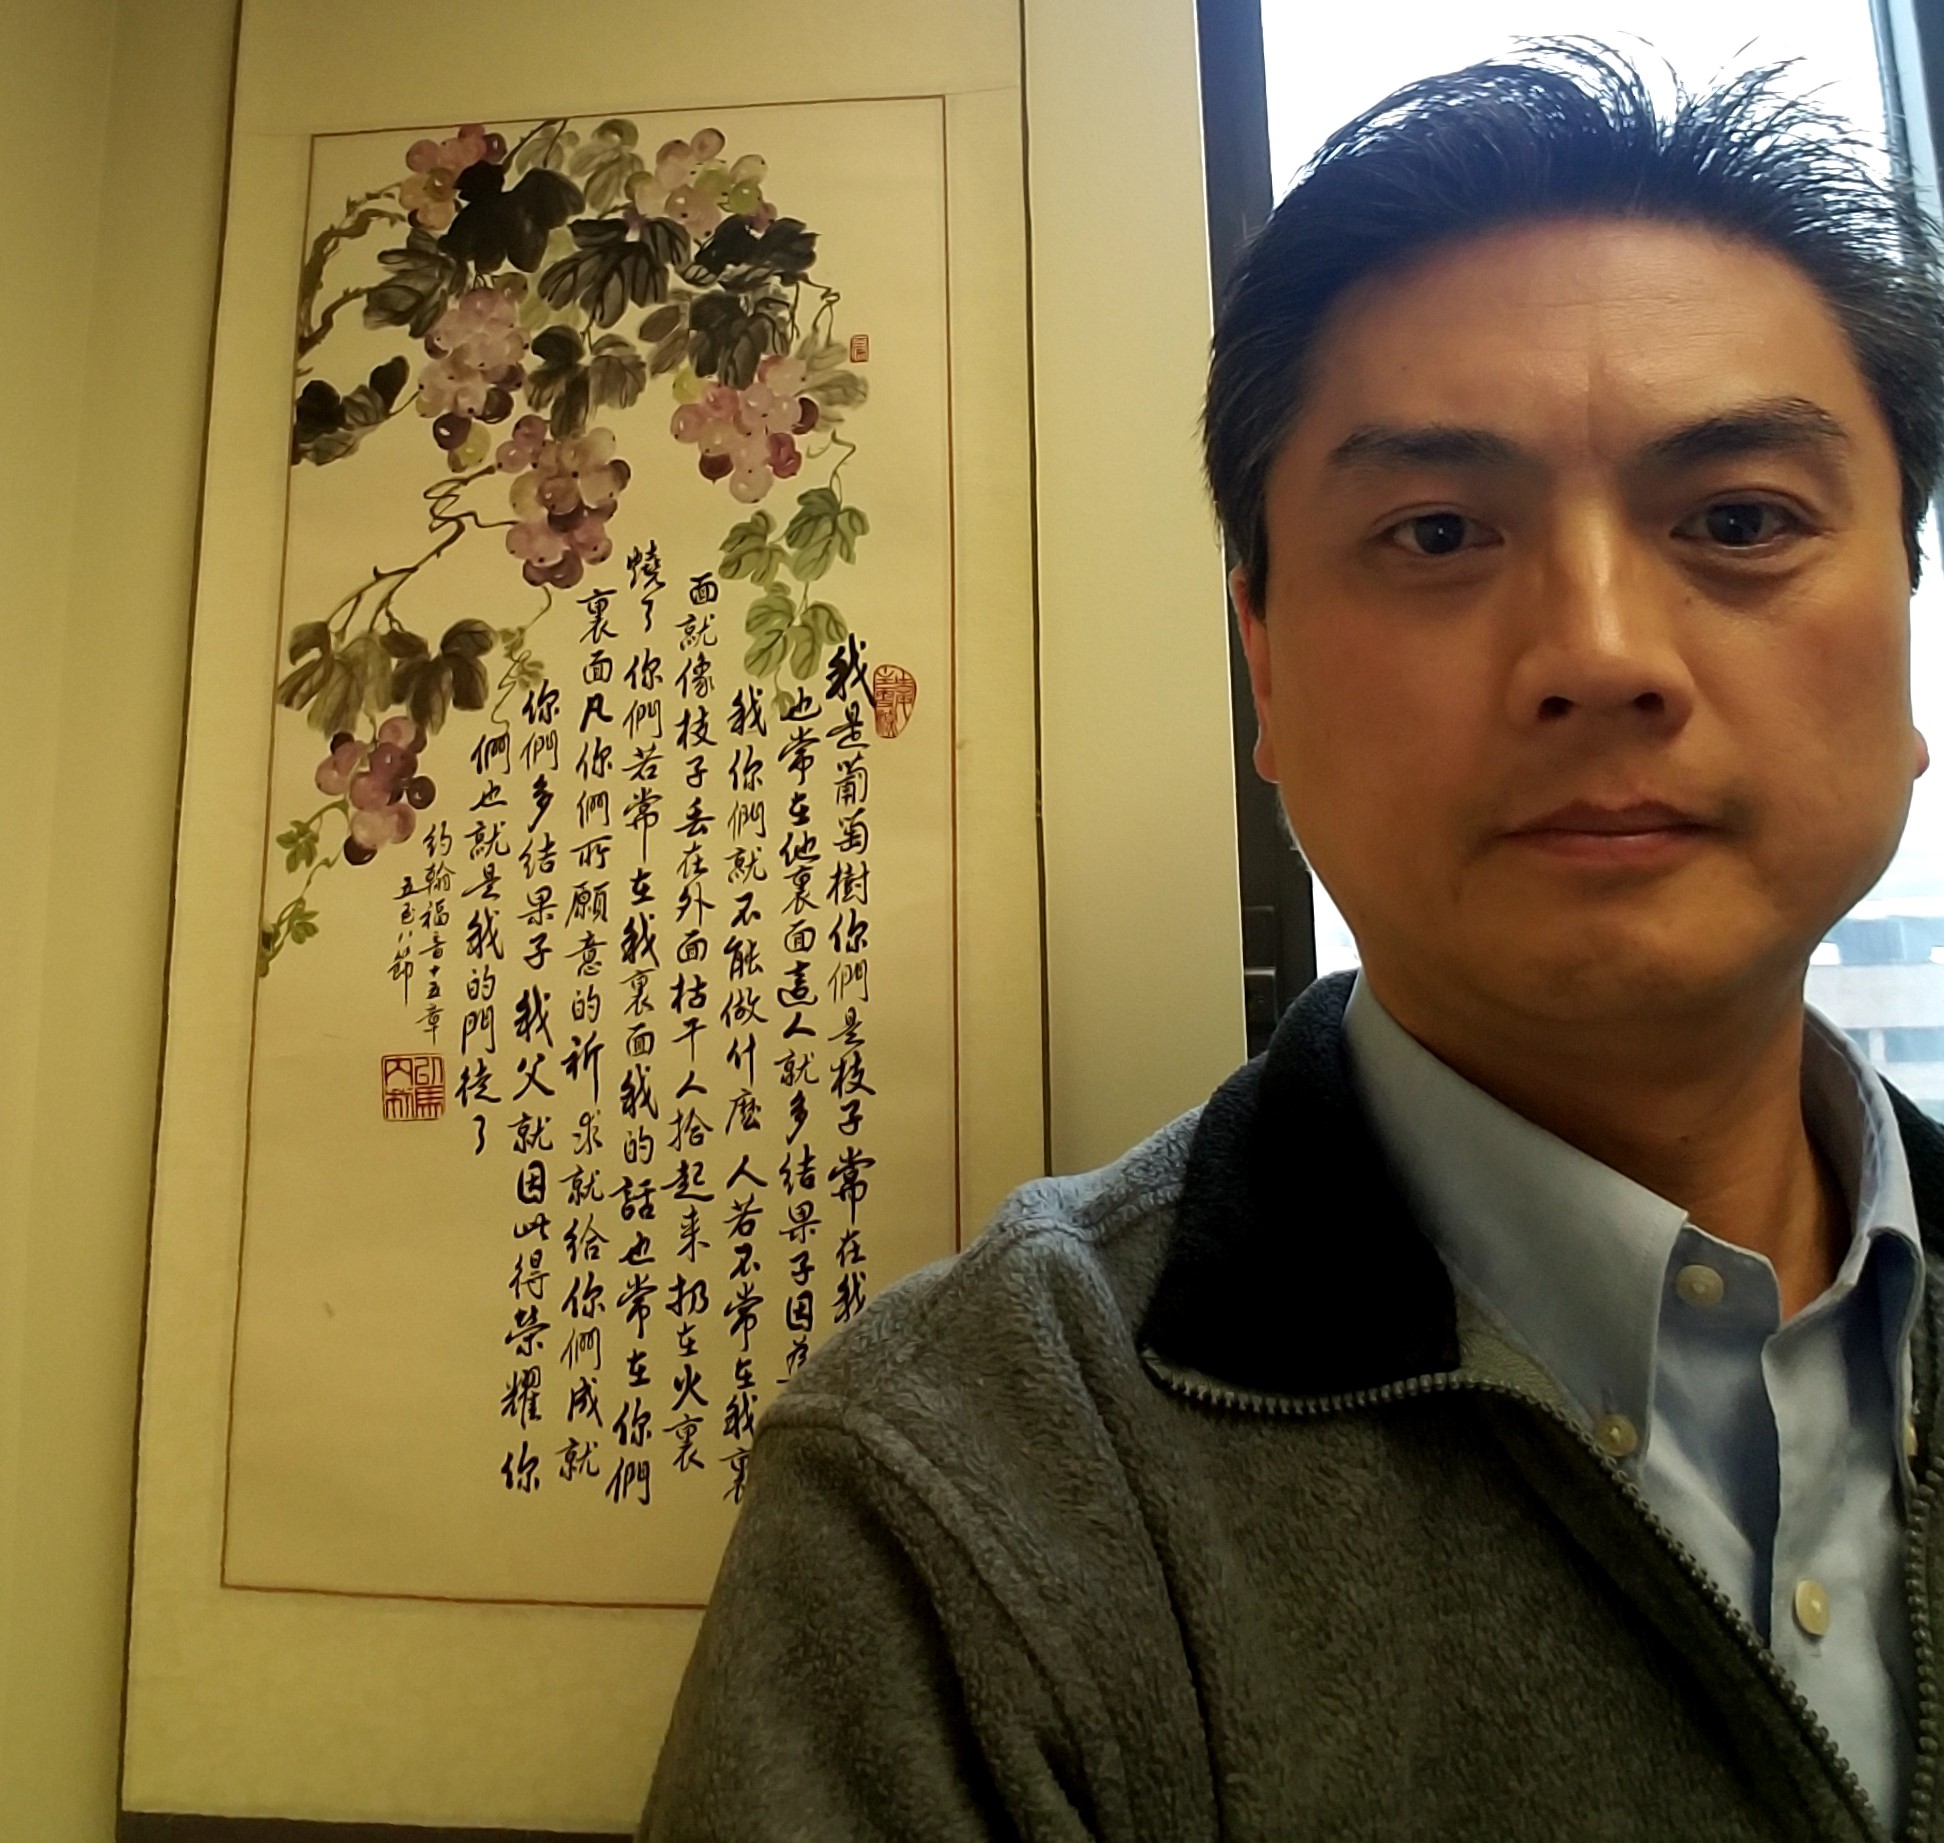 我是葡萄樹你們是枝子常在我
也常在他裏面這人就多結果子因為
我你們就不能做什麼人若不常在我裏
面就像枝子丢在外面枯干人拾起来扔在火裏
燒了你們若常在我裏面我的話也常在你們
裏面凡你們所願意的祈求就給你們成就
你們多結果子我父就因此得榮耀你
們也就是我的門徒了
約翰福音十五章
五至八節
以馬內利